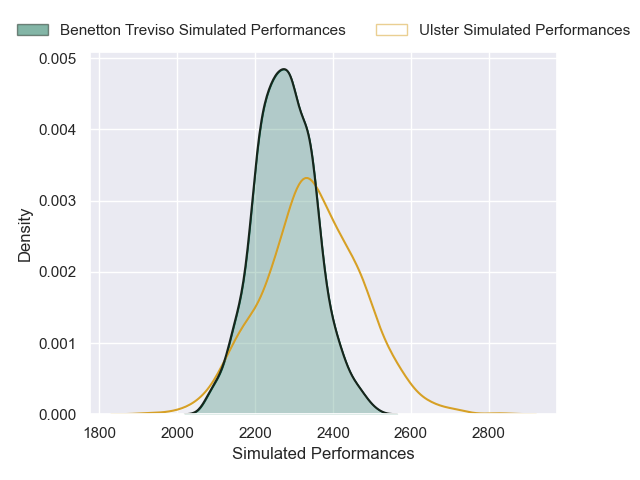 Benetton Treviso Simulated Performances Ulster Simulated Performances
0.005
0.004
0.003
0.002
0.001
0.000
Density
1800 2000 2200 2400 2600 2800
Simulated Performances